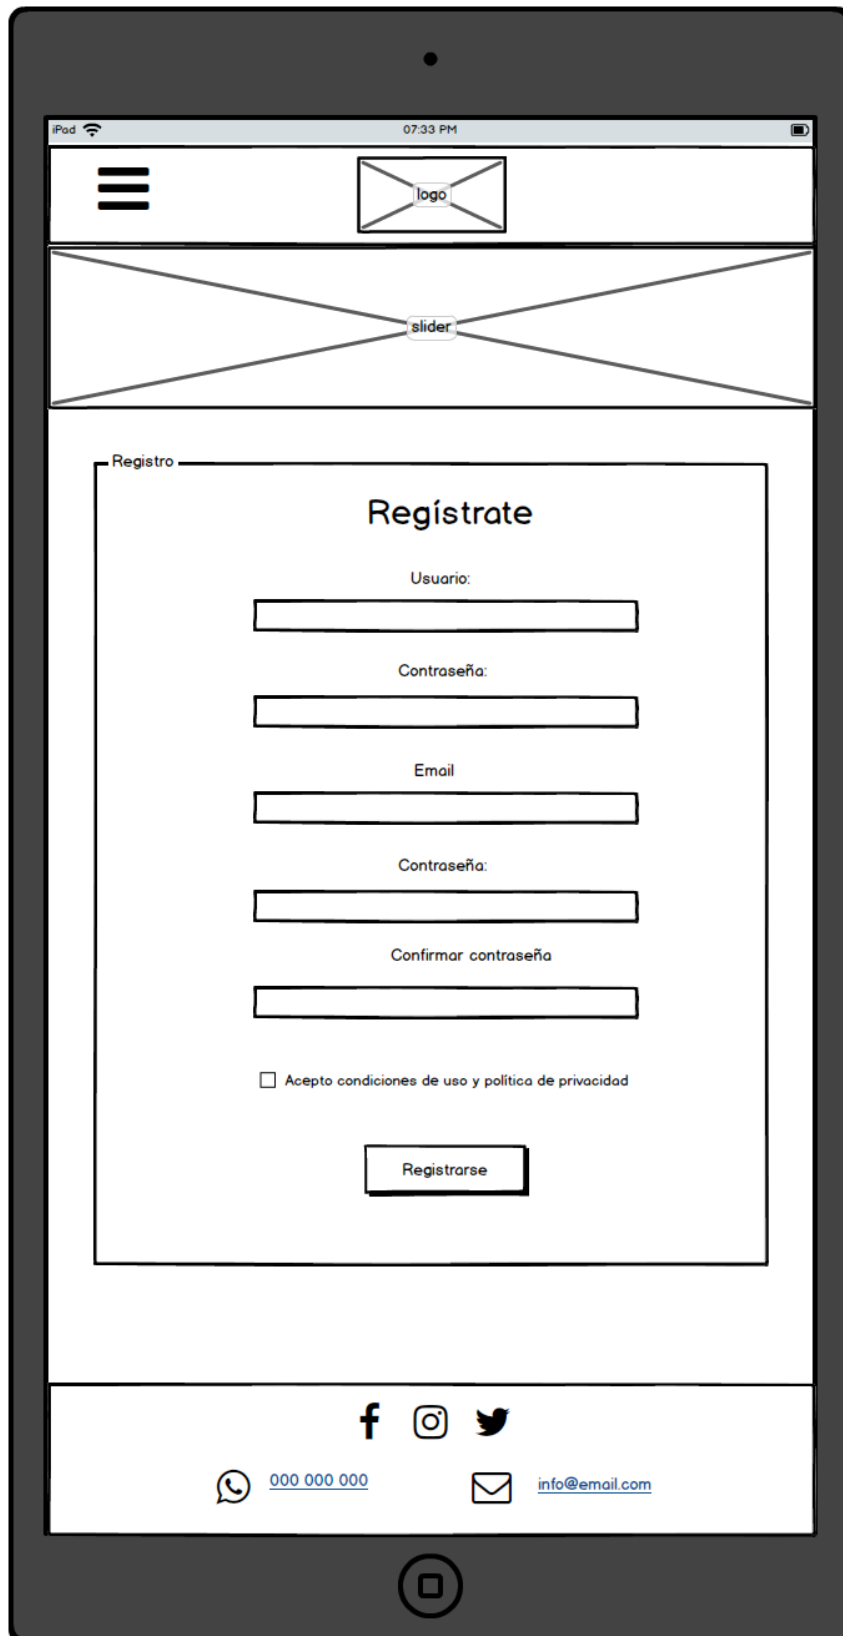 iPad 07:33 PM
logo
slider
Registro
Regístrate
Usuario:
Contraseña:
Email
Contraseña:
Confirmar contraseña
Acepto condiciones de uso y política de privacidad
Registrarse
000 000 000 info@email.com